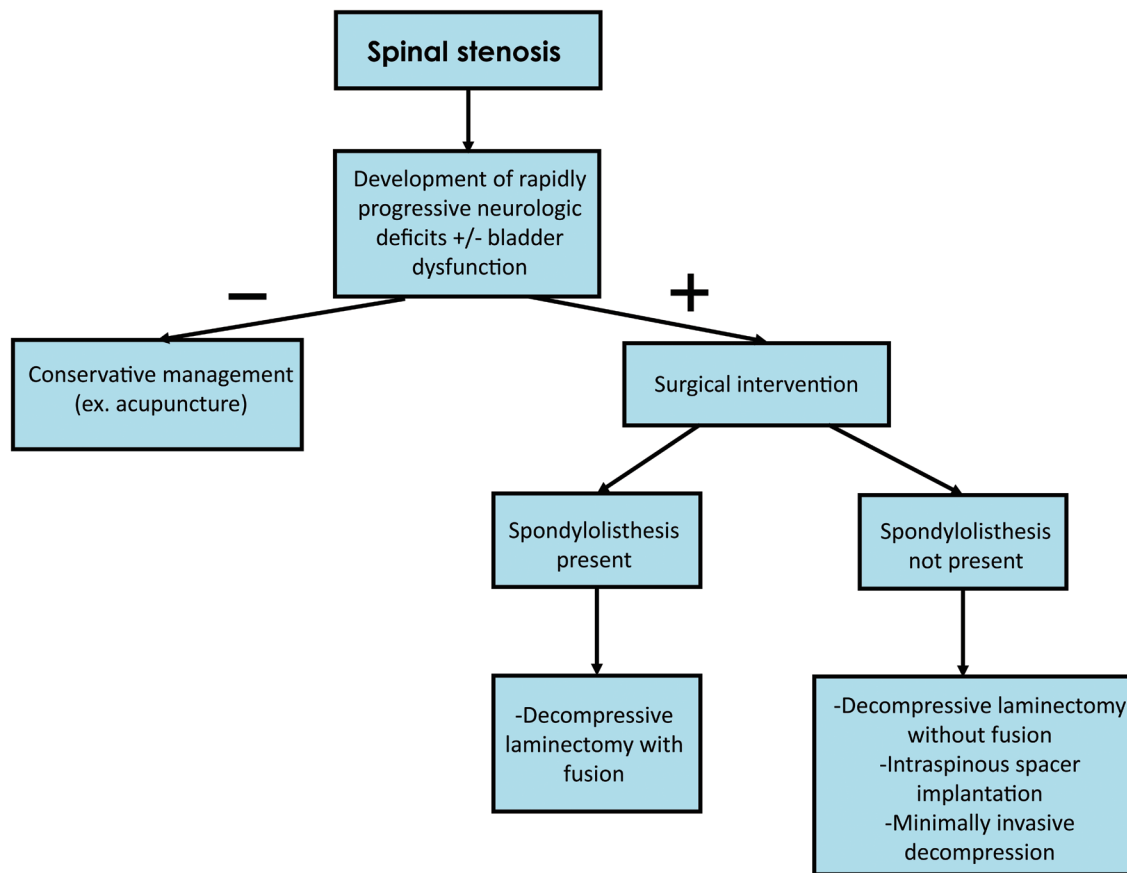 Spinal stenosis
Development of rapidly
progressive neurologic
deficits +/- bladder
dysfunction
−
+
Conservative management
(ex. acupuncture)
Surgical intervention
Spondylolisthesis
present
Spondylolisthesis
not present
-Decompressive
laminectomy with
fusion
-Decompressive laminectomy
without fusion
-Intraspinous spacer
implantation
-Minimally invasive
decompression